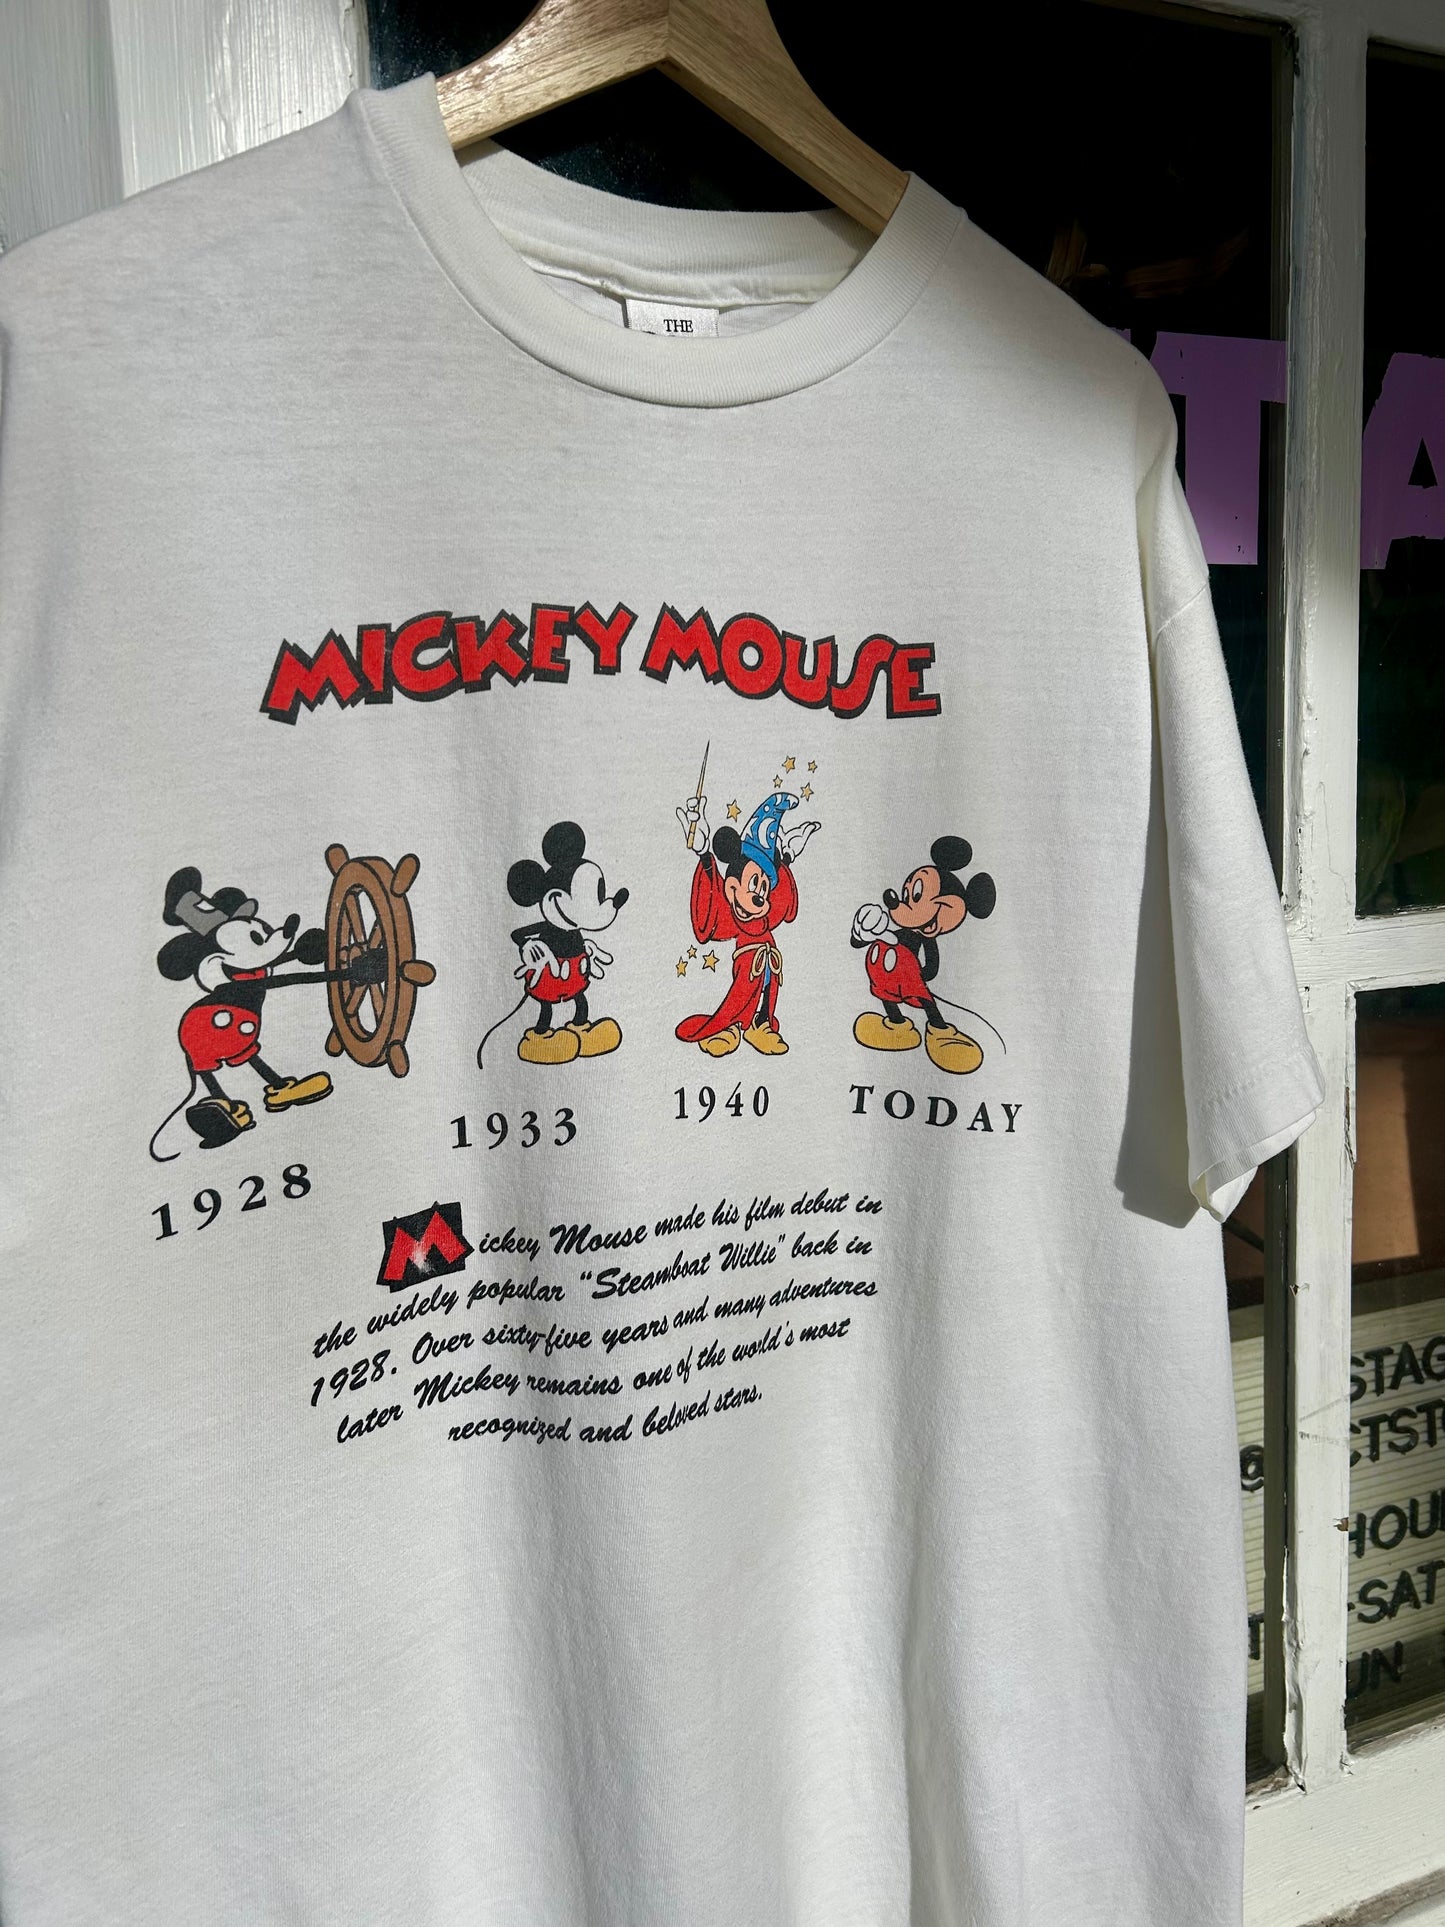 THE
MICKEY MOUSE
1928
1933
1940
TODAY
Mickey Mouse made his film debut in
the widely popular "Steamboat Willie" back in
1928. Over sixty-five years and many adventures
later Mickey remains one of the world's most
recognized and beloved stars.
TA
STAG
@
CTST
HOU
-SAT
UN